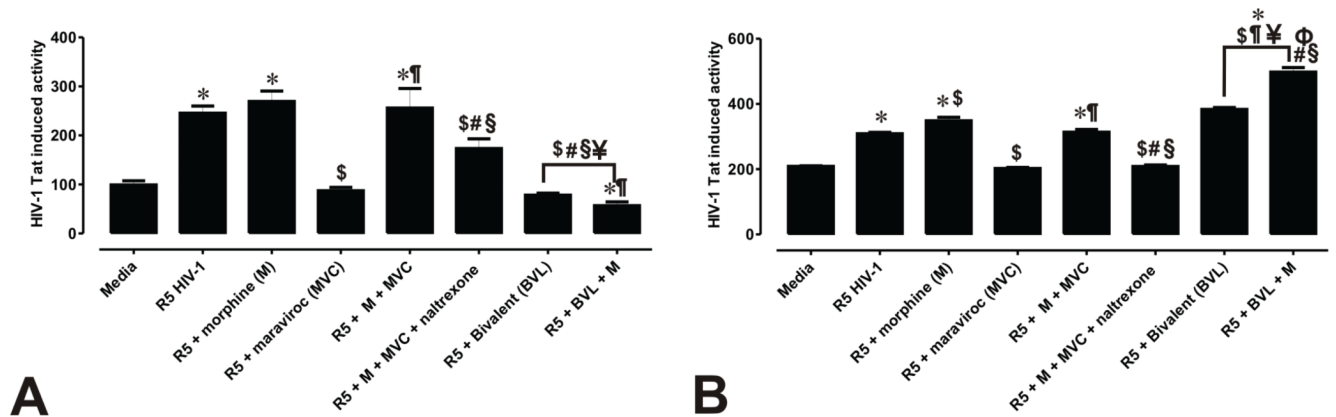 HIV-1 Tat induced activity
400
300
200
100
0
*
*
$
*¶
$#§
$#§¥
*¶
Media
R5 HIV-1
R5 + morphine (M)
R5 + maraviroc (MVC)
R5 + M + MVC
R5 + M + MVC + naltrexone
R5 + Bivalent (BVL)
R5 + BVL + M
A
HIV-1 Tat induced activity
600
400
200
0
*
*$
$
*¶
$#§
*
$¶¥ Φ
#§
Media
R5 HIV-1
R5 + morphine (M)
R5 + maraviroc (MVC)
R5 + M + MVC
R5 + M + MVC + naltrexone
R5 + Bivalent (BVL)
R5 + BVL + M
B